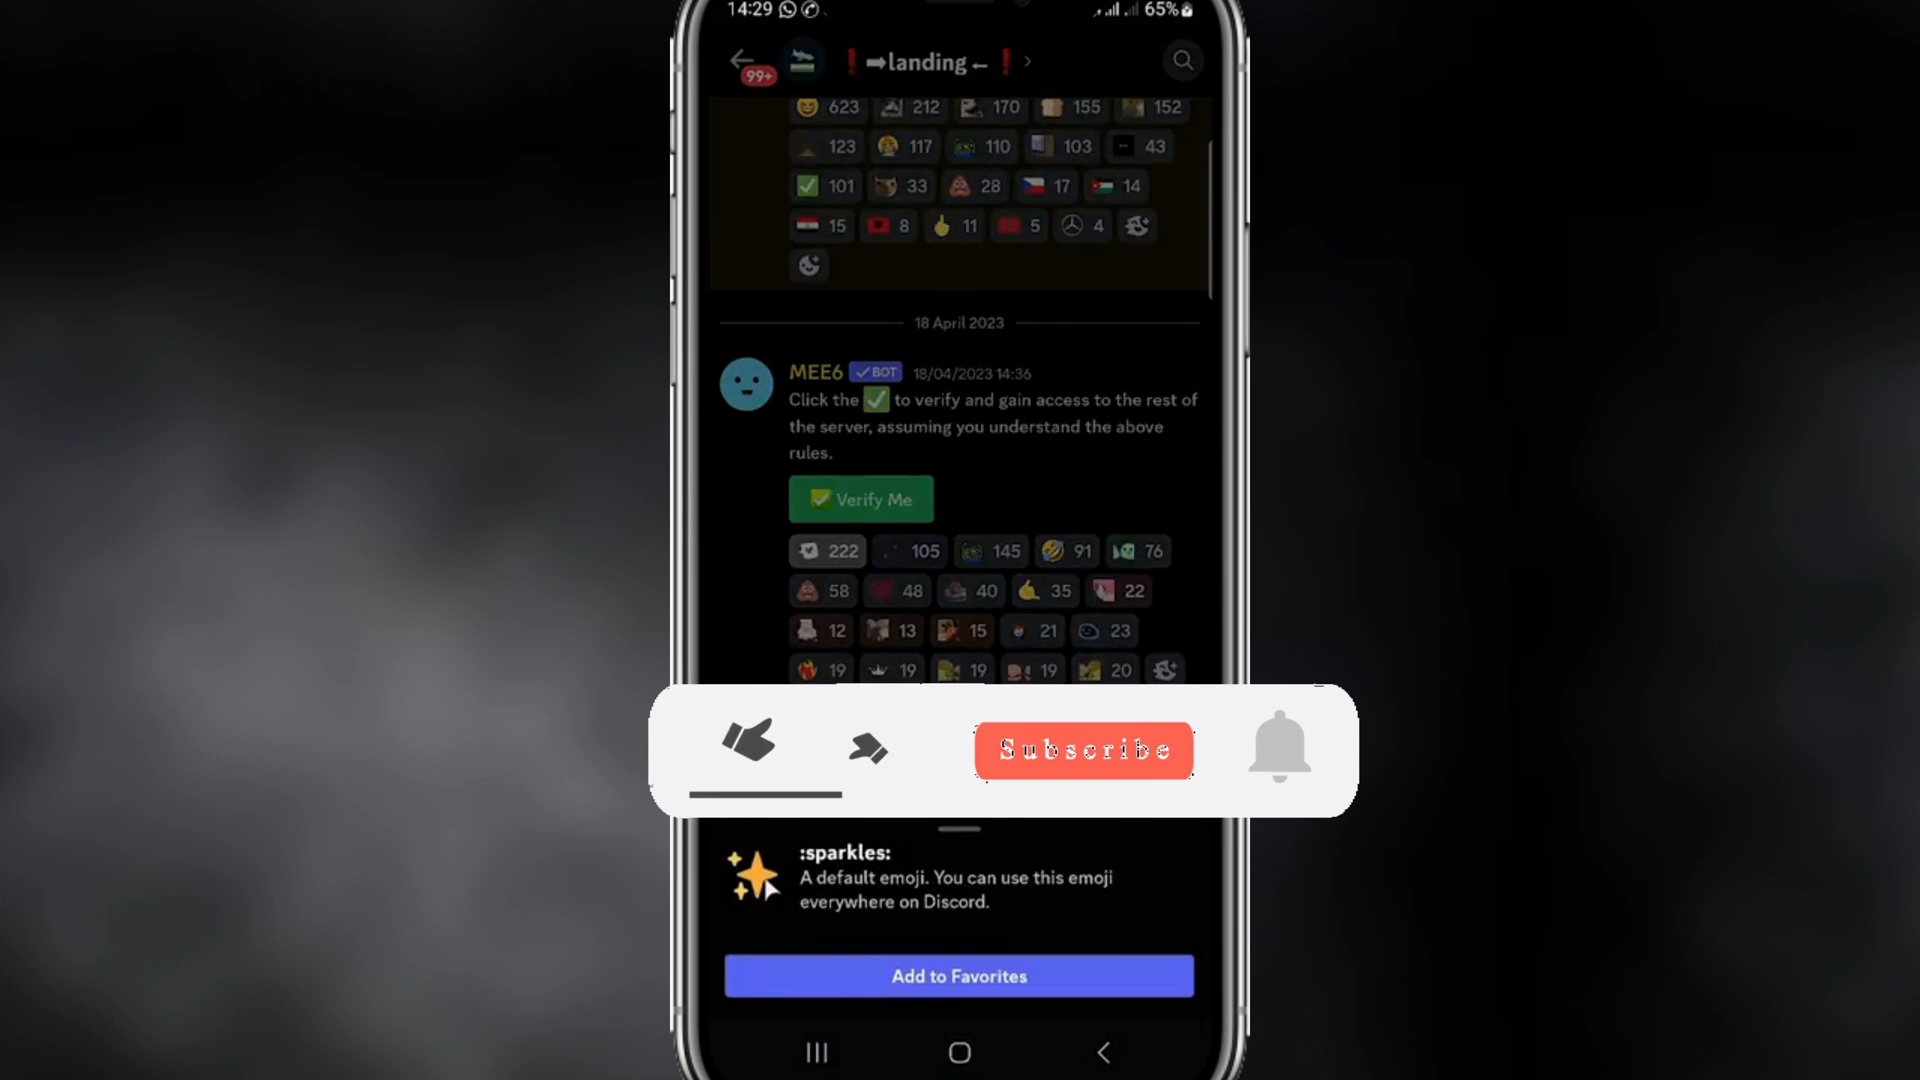 14:29
65%
99+
❗➡landing←❗ ›
623 212 170 155 152
123 117 110 103 43
101 33 28 17 14
15 8 11 5 4
18 April 2023
MEE6 ✓BOT 18/04/2023 14:36
Click the ✅ to verify and gain access to the rest of
the server, assuming you understand the above
rules.
✅ Verify Me
222 105 145 91 76
58 48 40 35 22
12 13 15 21 23
19 19 19 19 20
Subscribe
:sparkles:
A default emoji. You can use this emoji
everywhere on Discord.
Add to Favorites